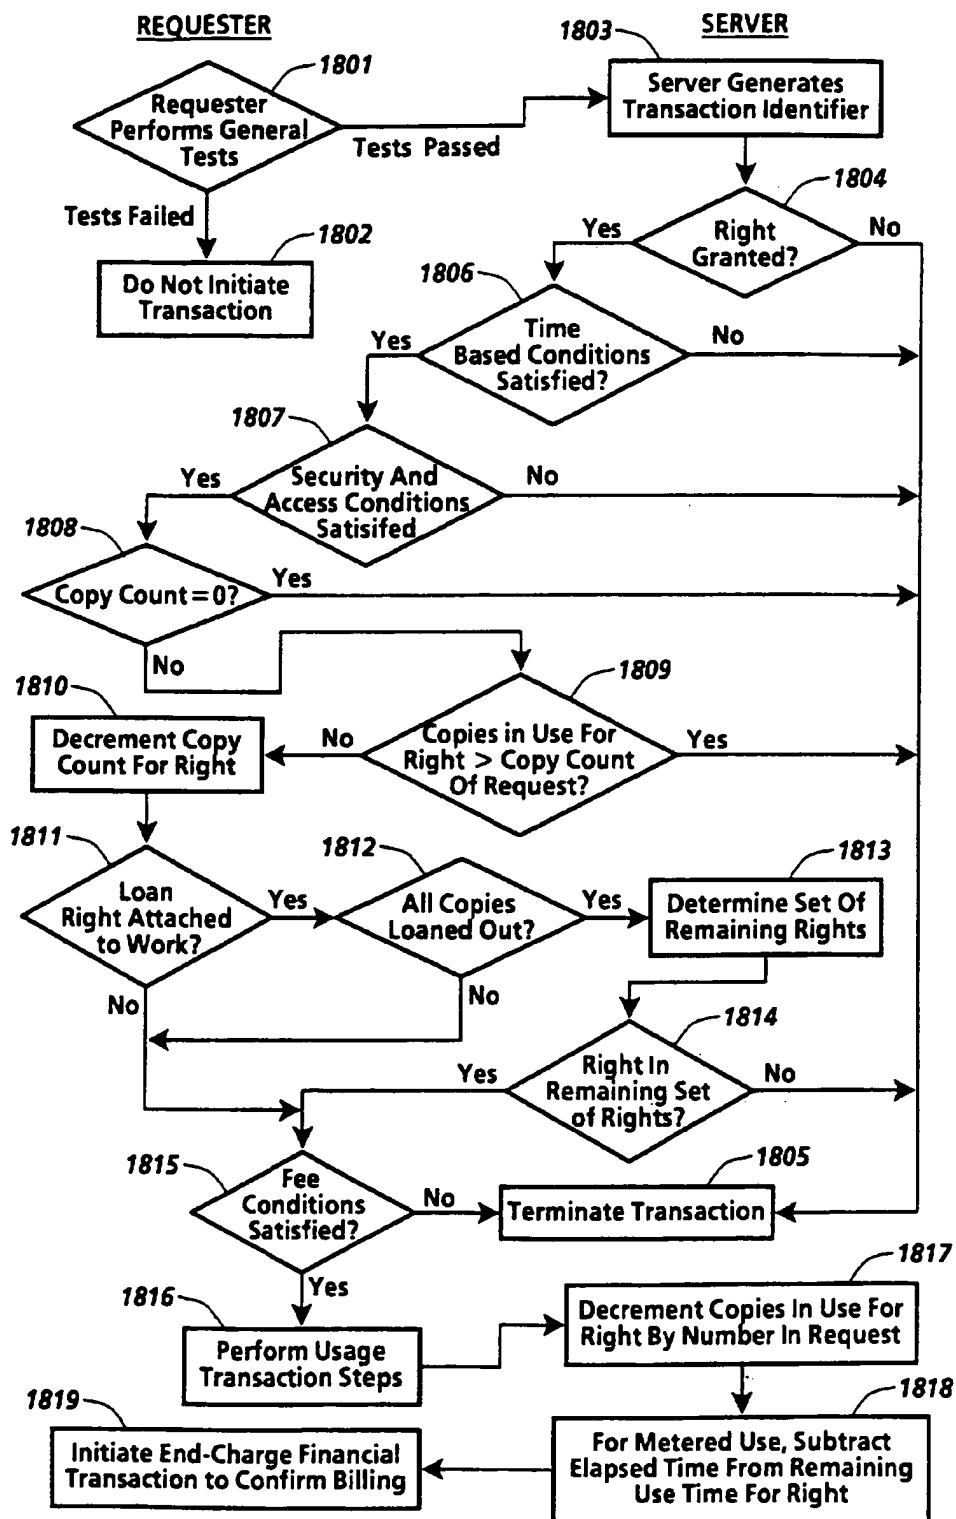 REQUESTER
SERVER
1801
1803
Requester
Performs General
Tests
Tests Passed
Server Generates
Transaction Identifier
Tests Failed
1802
Do Not Initiate
Transaction
1804
Right
Granted?
Yes
No
1806
Time
Based Conditions
Satisfied?
Yes
No
1807
Security And
Access Conditions
Satisifed
Yes
No
1808
Copy Count = 0?
Yes
No
1809
Copies in Use For
Right > Copy Count
Of Request?
No
Yes
1810
Decrement Copy
Count For Right
1811
Loan
Right Attached
to Work?
Yes
No
1812
All Copies
Loaned Out?
Yes
No
1813
Determine Set Of
Remaining Rights
1814
Right In
Remaining Set
of Rights?
Yes
No
1815
Fee
Conditions
Satisfied?
No
Yes
1805
Terminate Transaction
1816
Perform Usage
Transaction Steps
1817
Decrement Copies In Use For
Right By Number In Request
1818
For Metered Use, Subtract
Elapsed Time From Remaining
Use Time For Right
1819
Initiate End-Charge Financial
Transaction to Confirm Billing